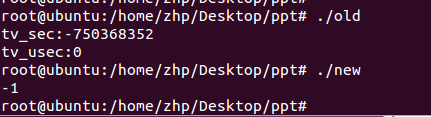 root@ubuntu:/home/zhp/Desktop/ppt# ./old
tv_sec:-750368352
tv_usec:0
root@ubuntu:/home/zhp/Desktop/ppt# ./new
-1
root@ubuntu:/home/zhp/Desktop/ppt#